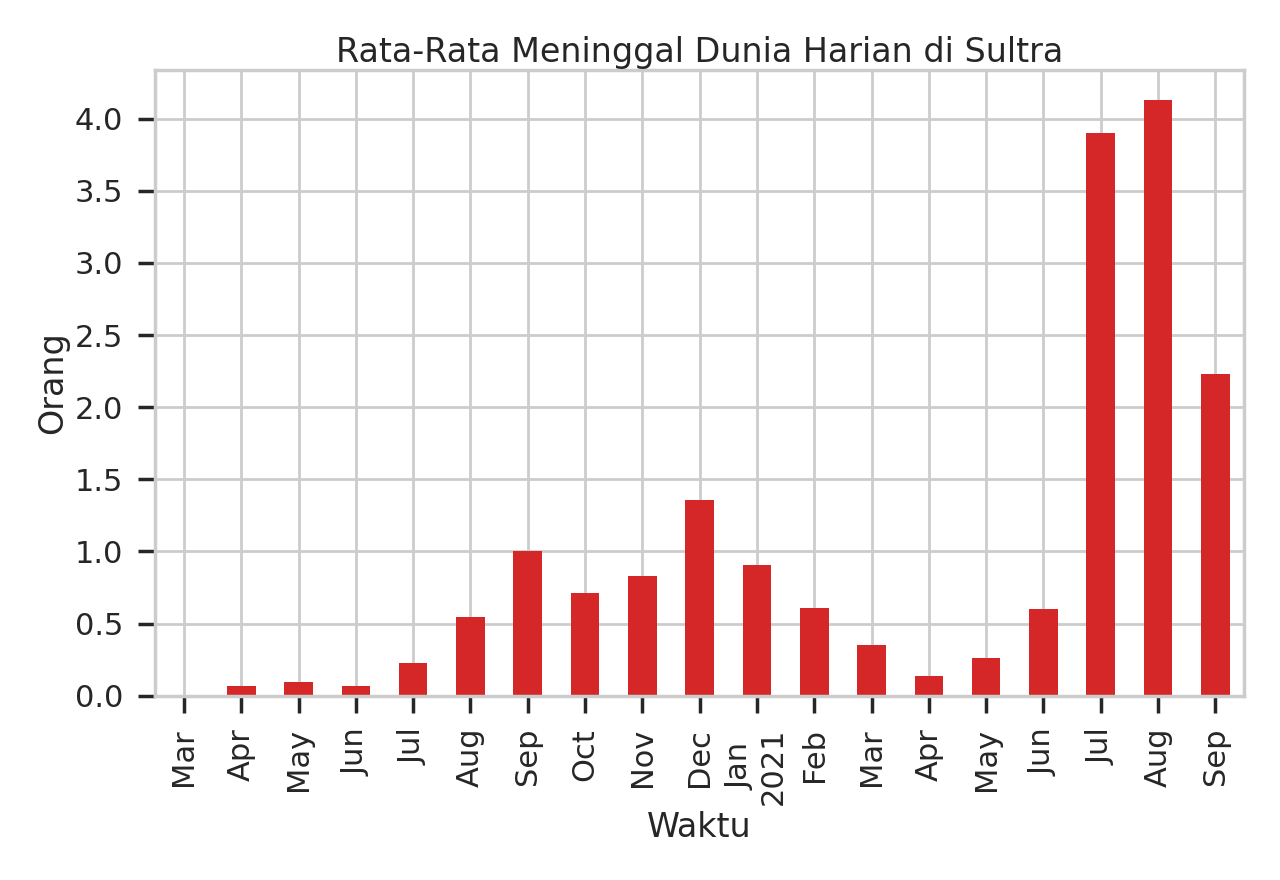 Rata-Rata Meninggal Dunia Harian di Sultra
Orang
4.0
3.5
3.0
2.5
2.0
1.5
1.0
0.5
0.0
Mar
Apr
May
Jun
Jul
Aug
Sep
Oct
Nov
Dec
Jan
2021
Feb
Mar
Apr
May
Jun
Jul
Aug
Sep
Waktu